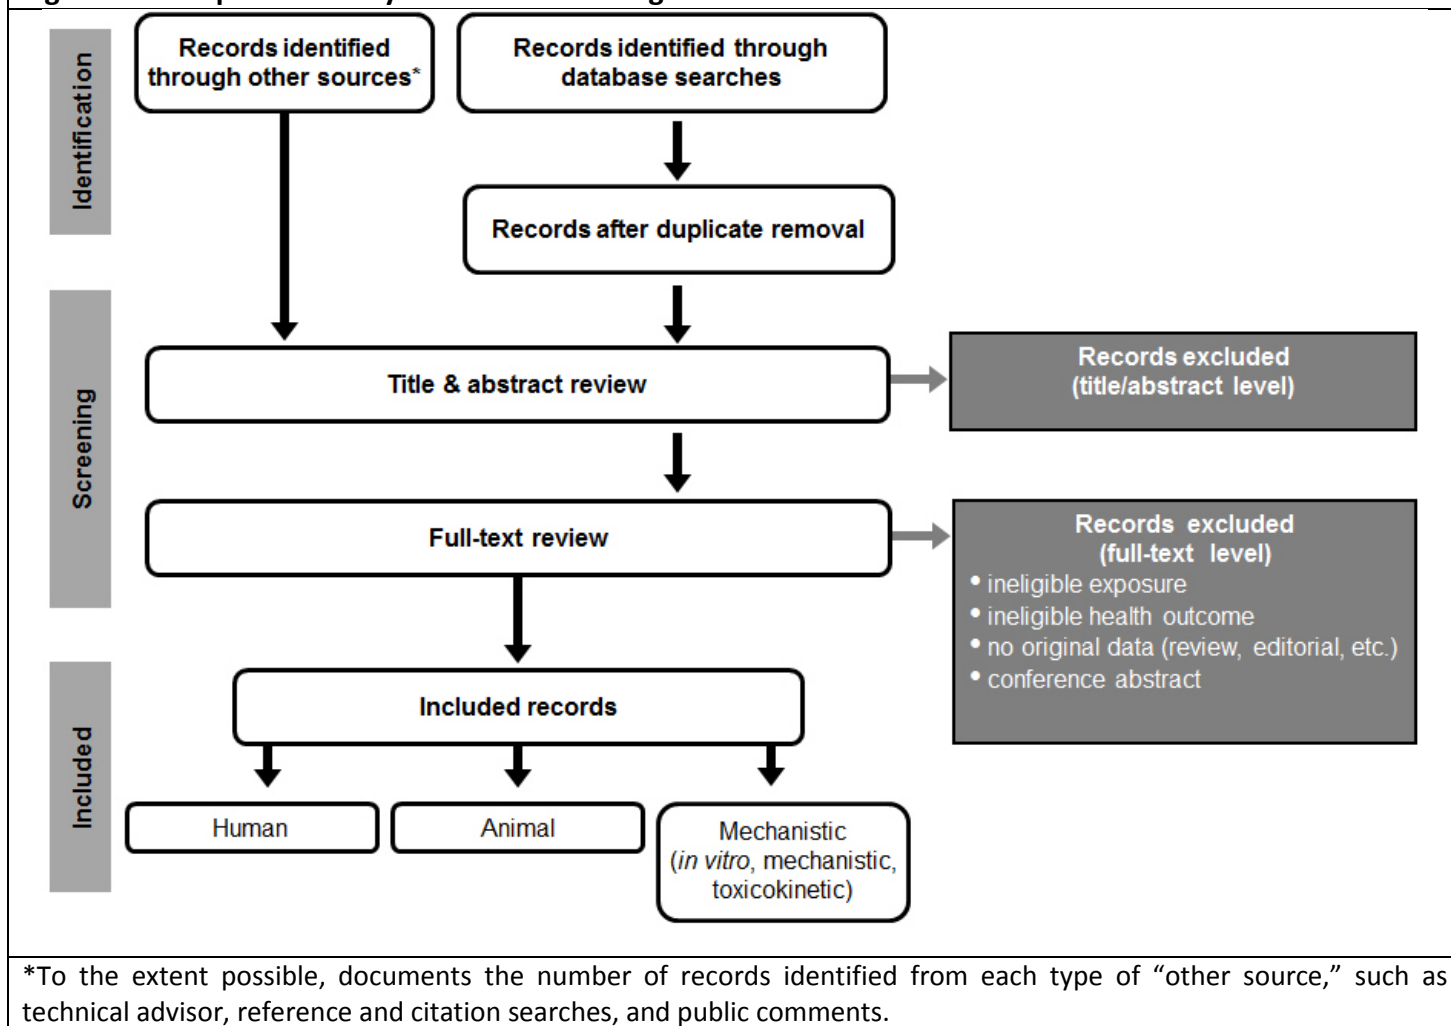 Identification
Records identified
through other sources*
Records identified through
database searches
Records after duplicate removal
Screening
Title & abstract review
Records excluded
(title/abstract level)
Full-text review
Records excluded
(full-text level)
• ineligible exposure
• ineligible health outcome
• no original data (review, editorial, etc.)
• conference abstract
Included
Included records
Human
Animal
Mechanistic
(in vitro, mechanistic,
toxicokinetic)
*To the extent possible, documents the number of records identified from each type of “other source,” such as
technical advisor, reference and citation searches, and public comments.